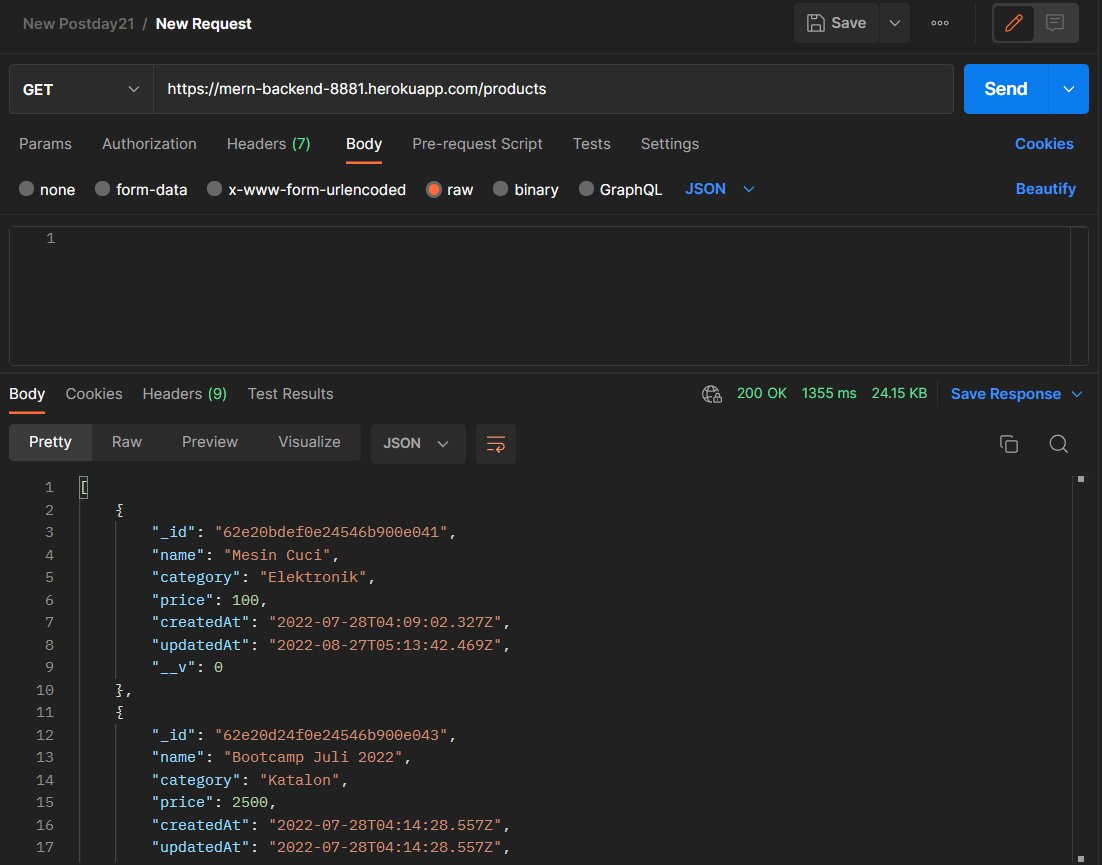 New Postday21 / New Request
Save
GET https://mern-backend-8881.herokuapp.com/products Send
Params Authorization Headers (7) Body Pre-request Script Tests Settings Cookies
none form-data x-www-form-urlencoded raw binary GraphQL JSON Beautify
1
Body Cookies Headers (9) Test Results 200 OK 1355 ms 24.15 KB Save Response
Pretty Raw Preview Visualize JSON
1 [
2 {
3 "_id": "62e20bdef0e24546b900e041",
4 "name": "Mesin Cuci",
5 "category": "Elektronik",
6 "price": 100,
7 "createdAt": "2022-07-28T04:09:02.327Z",
8 "updatedAt": "2022-08-27T05:13:42.469Z",
9 "__v": 0
10 },
11 {
12 "_id": "62e20d24f0e24546b900e043",
13 "name": "Bootcamp Juli 2022",
14 "category": "Katalon",
15 "price": 2500,
16 "createdAt": "2022-07-28T04:14:28.557Z",
17 "updatedAt": "2022-07-28T04:14:28.557Z",